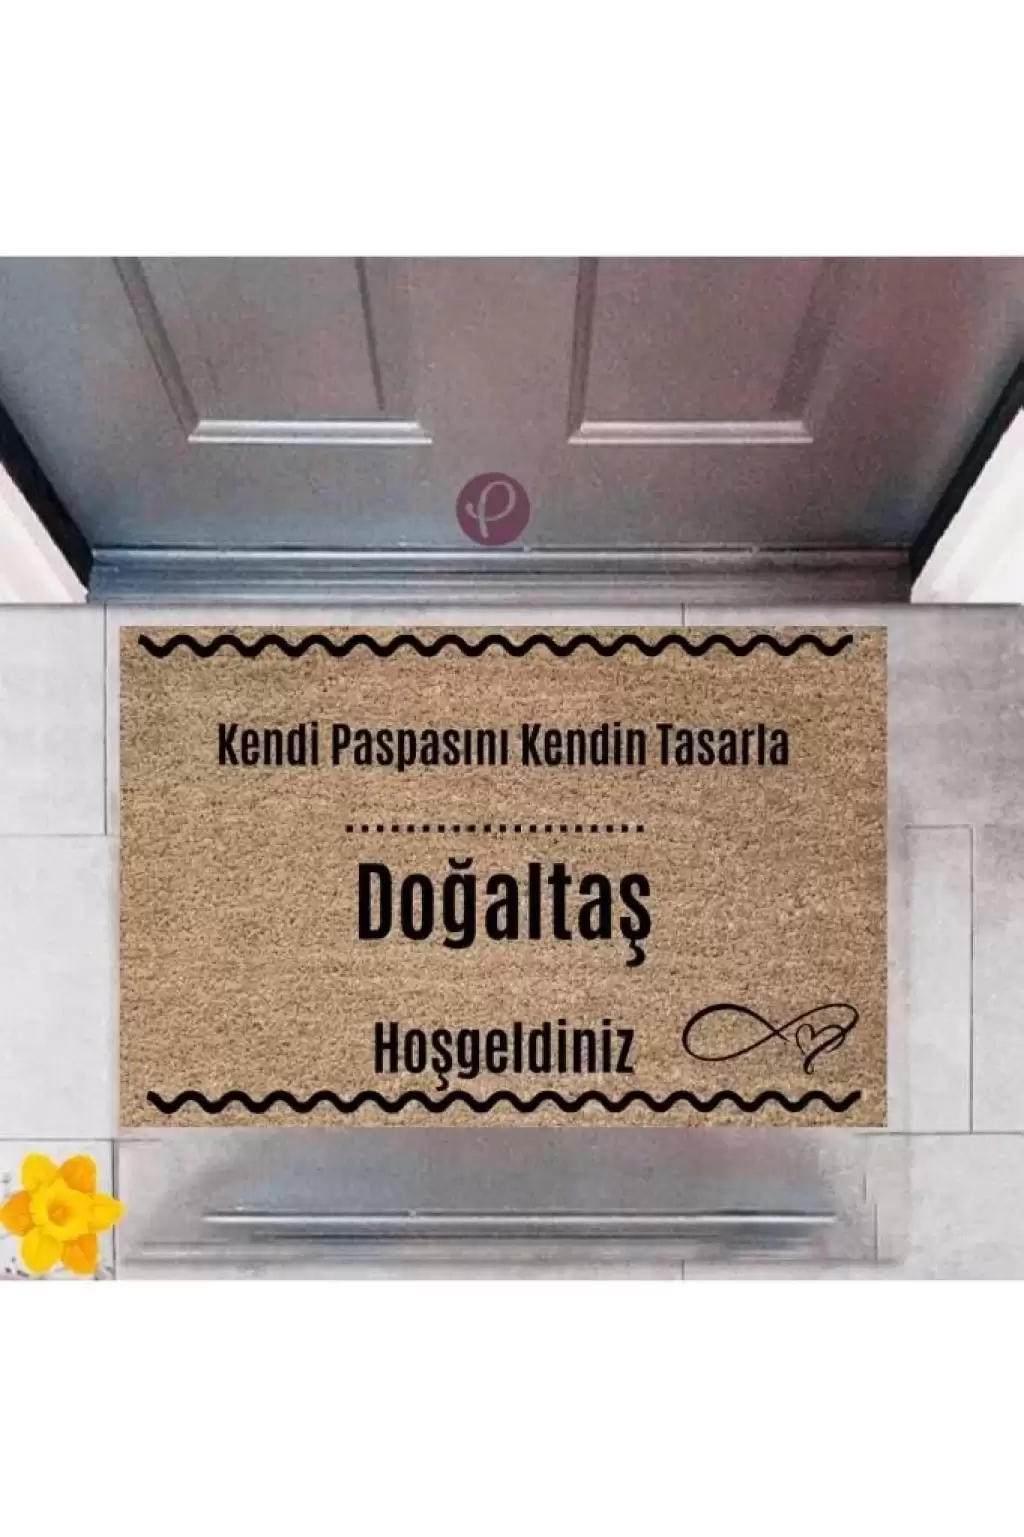 Kendi Paspasını Kendin Tasarla
....................
Doğaltaş
Hoşgeldiniz